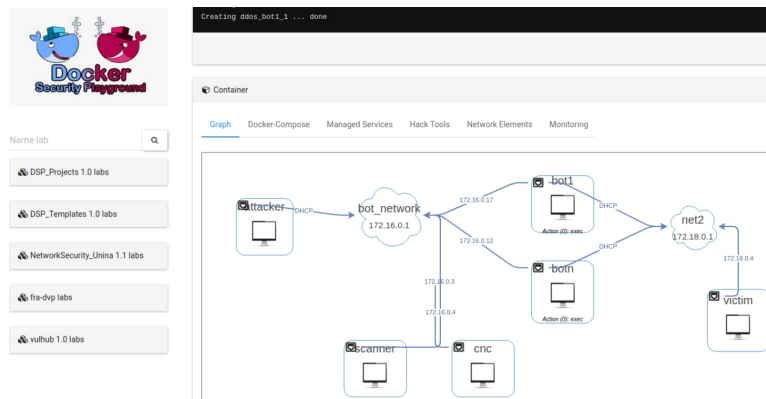 Creating ddos_bot1_1 ... done
Docker
Security Playground
Name lab
DSP_Projects 1.0 labs
DSP_Templates 1.0 labs
NetworkSecurity_Unina 1.1 labs
fra-dvp labs
vulhub 1.0 labs
Container
Graph Docker-Compose Managed Services Hack Tools Network Elements Monitoring
attacker
DHCP
bot_network
172.16.0.1
172.16.0.17
172.16.0.12
172.16.0.3
172.16.0.4
bot1
Action (0): exec
DHCP
botn
Action (0): exec
DHCP
net2
172.18.0.1
172.18.0.4
victim
scanner
cnc